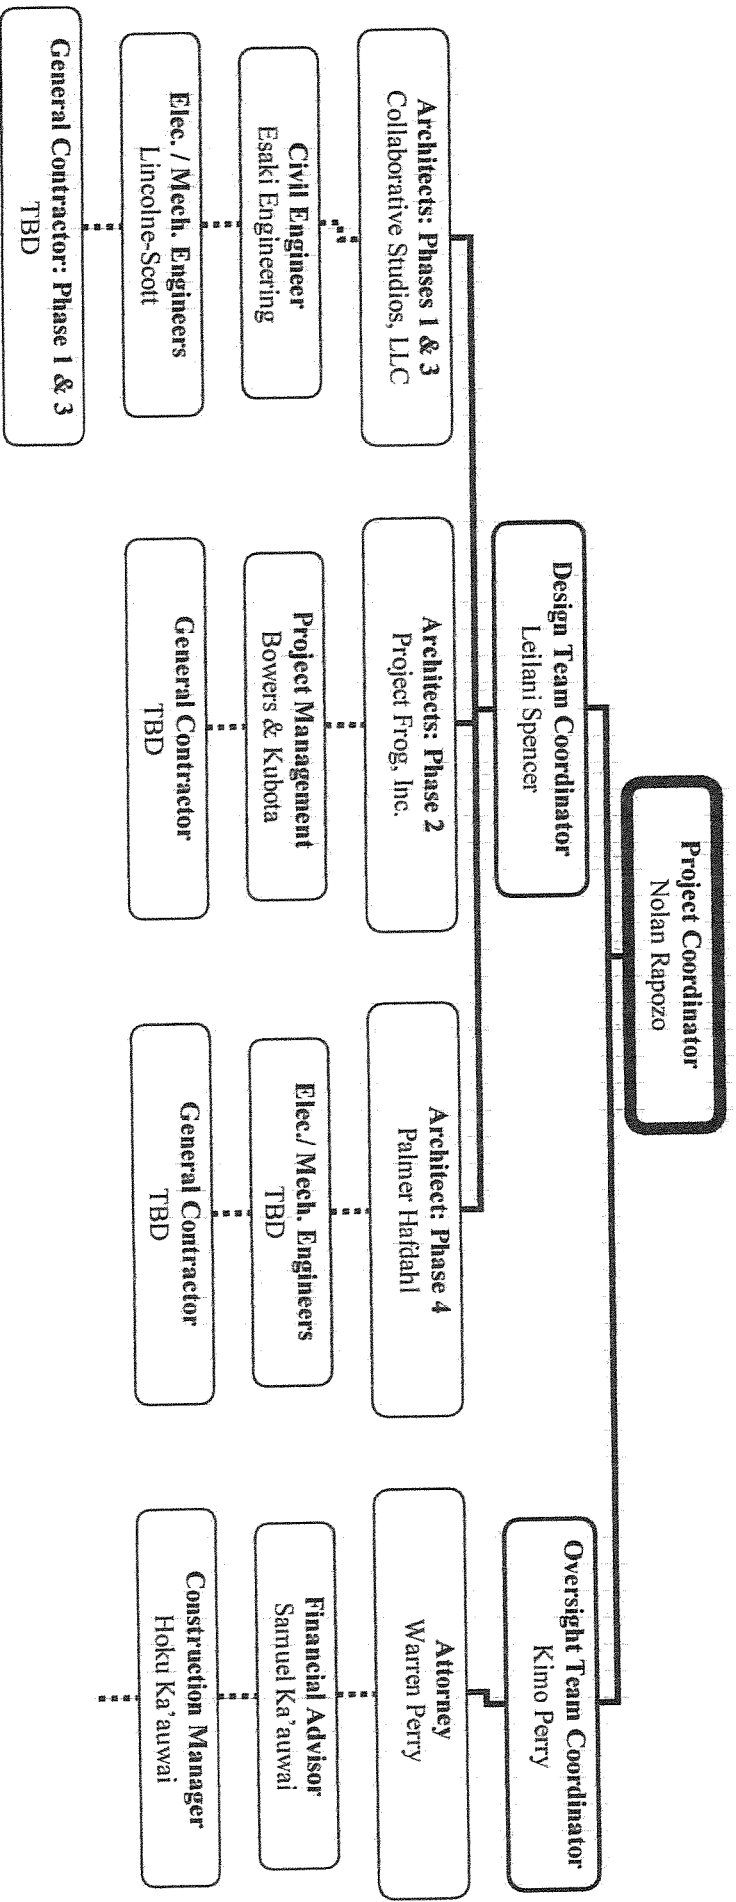 Project Coordinator
Nolan Rapozo
Design Team Coordinator
Leilani Spencer
Oversight Team Coordinator
Kimo Perry
Architects: Phases 1 & 3
Collaborative Studios, LLC
Civil Engineer
Esaki Engineering
Elec. / Mech. Engineers
Lincolne-Scott
General Contractor: Phase 1 & 3
TBD
Architects: Phase 2
Project Frog, Inc.
Project Management
Bowers & Kubota
General Contractor
TBD
Architect: Phase 4
Palmer Hafdahl
Elec./ Mech. Engineers
TBD
General Contractor
TBD
Attorney
Warren Perry
Financial Advisor
Samuel Ka'auwai
Construction Manager
Hoku Ka'auwai